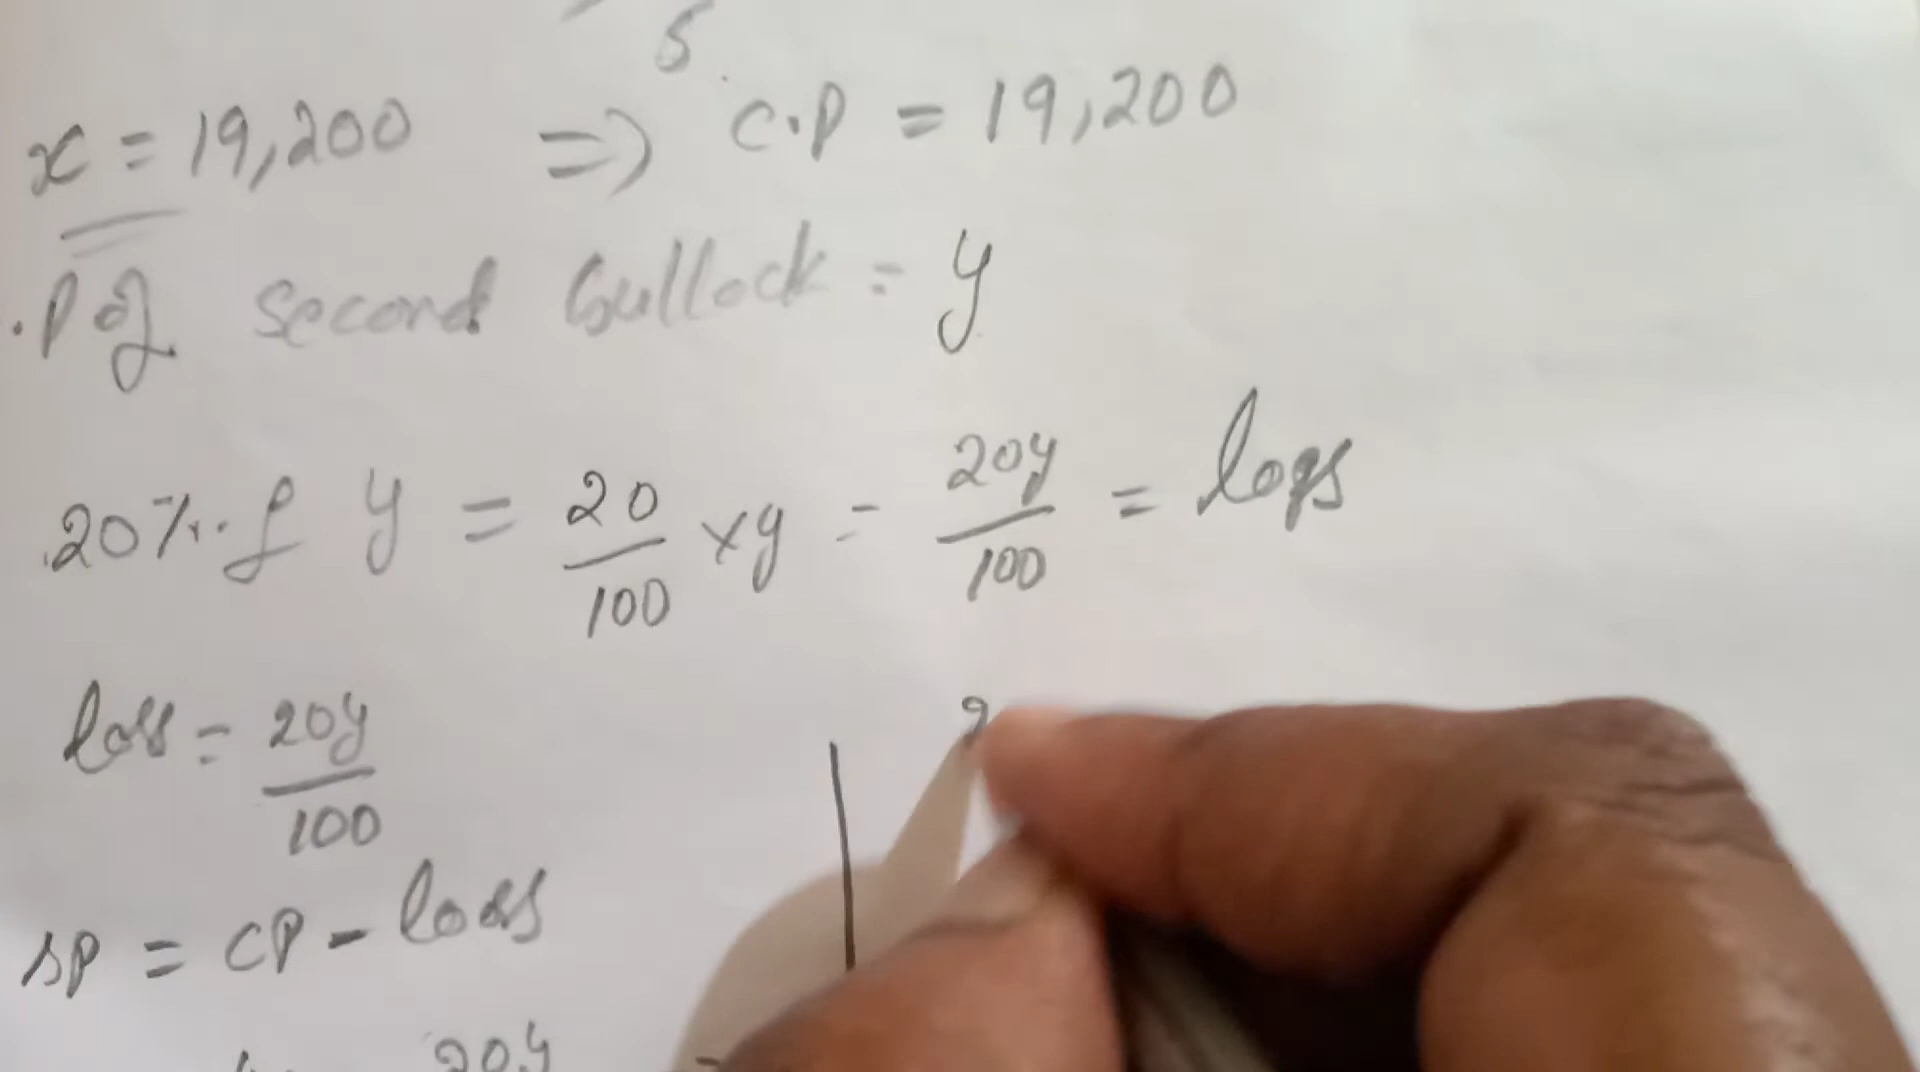 5
x = 19,200 => C.P = 19,200
.P of second bullock = y
20% of y = 20/100 × y = 20y/100 = loss
loss = 20y/100
SP = CP - loss
20y